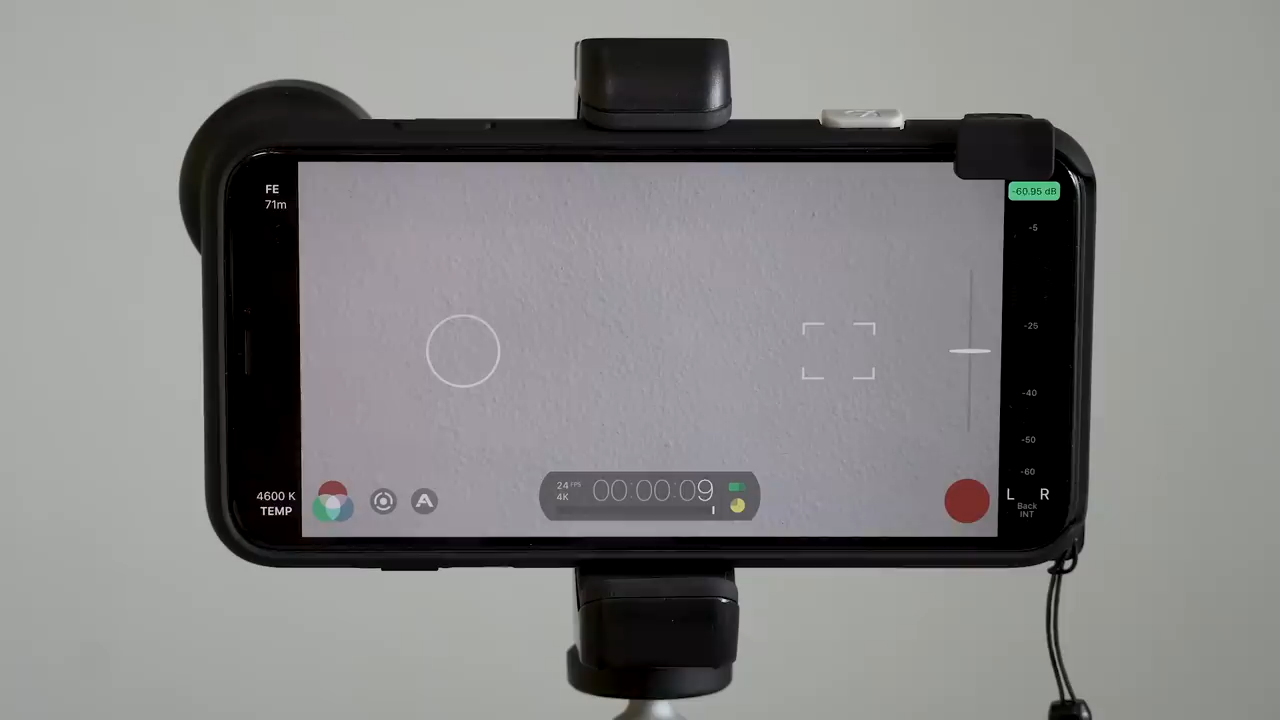 FE
71m
-60.95 dB
-5
-25
-40
-50
-60
4600 K
TEMP
A
24 FPS
4K
00:00:09
L R
Back
INT